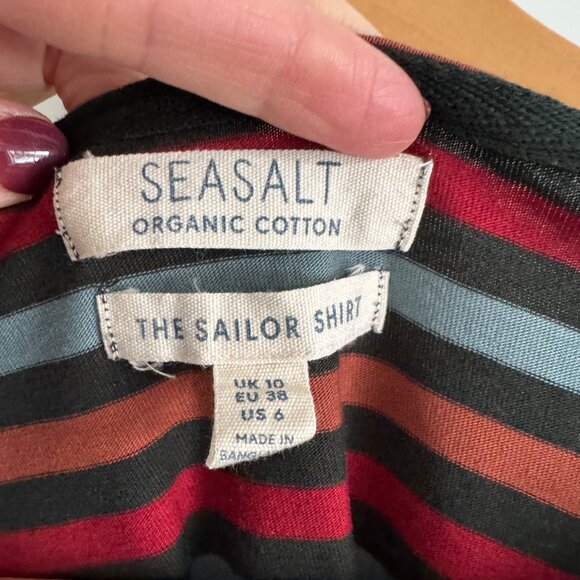 SEASALT
ORGANIC COTTON
THE SAILOR SHIRT
UK 10
EU 38
US 6
MADE IN